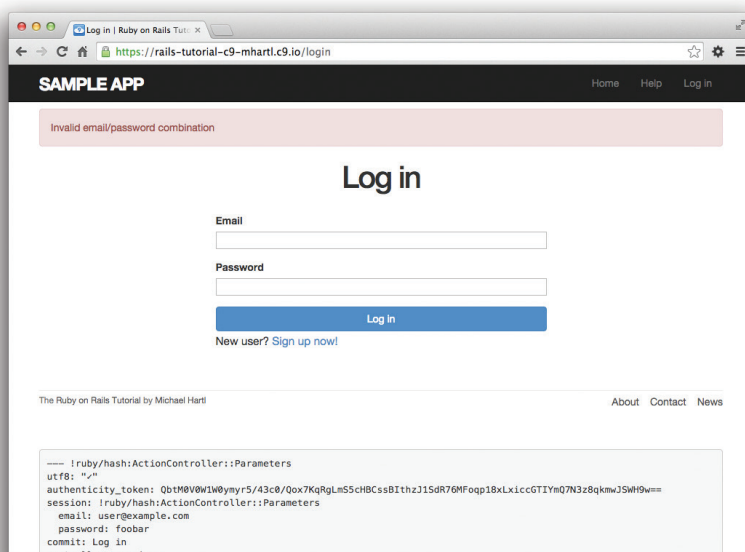 Log in | Ruby on Rails Tut
https://rails-tutorial-c9-mhartl.c9.io/login
SAMPLE APP
Home Help Log in
Invalid email/password combination
Log in
Email
Password
Log in
New user? Sign up now!
The Ruby on Rails Tutorial by Michael Hartl
About Contact News
--- !ruby/hash:ActionController::Parameters
utf8: "✓"
authenticity_token: QbtM0V0W1W0ymyr5/43c0/Qox7KqRgLmS5cHBCssBIthzJ1SdR76MFoqp18xLxiccGTIYmQ7N3z8qkmwJSWH9w==
session: !ruby/hash:ActionController::Parameters
email: user@example.com
password: foobar
commit: Log in